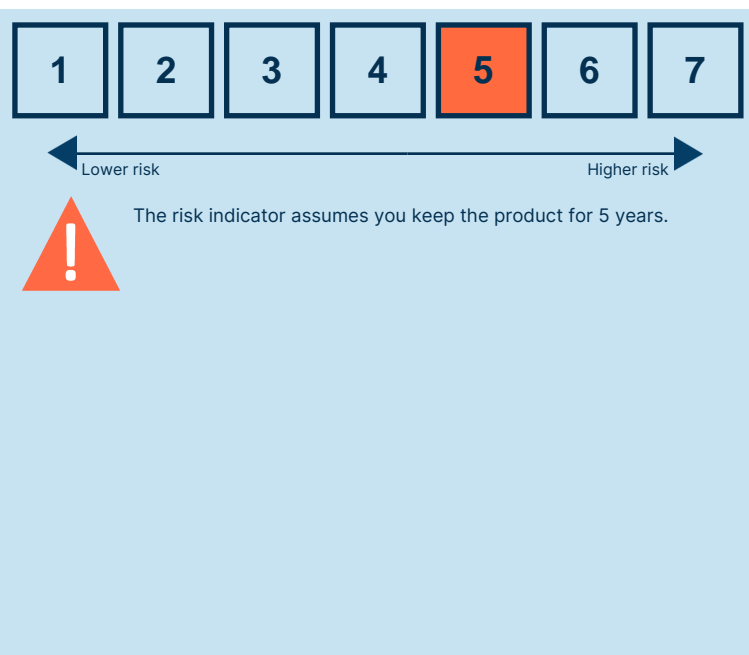 1 2 3 4 5 6 7
Lower risk Higher risk
The risk indicator assumes you keep the product for 5 years.
!